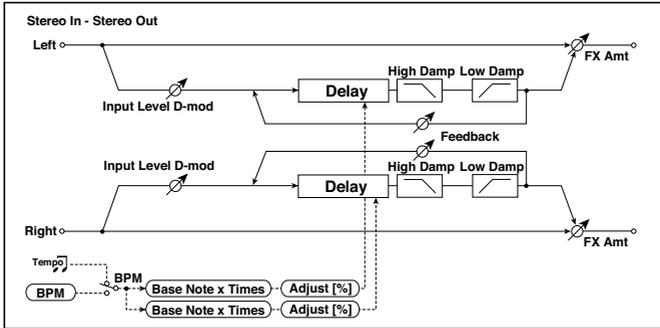 Stereo In - Stereo Out
Left
FX Amt
High Damp Low Damp
Delay
Input Level D-mod
Feedback
Input Level D-mod
High Damp Low Damp
Delay
Right
FX Amt
Tempo
BPM
BPM
Base Note x Times Adjust [%]
Base Note x Times Adjust [%]